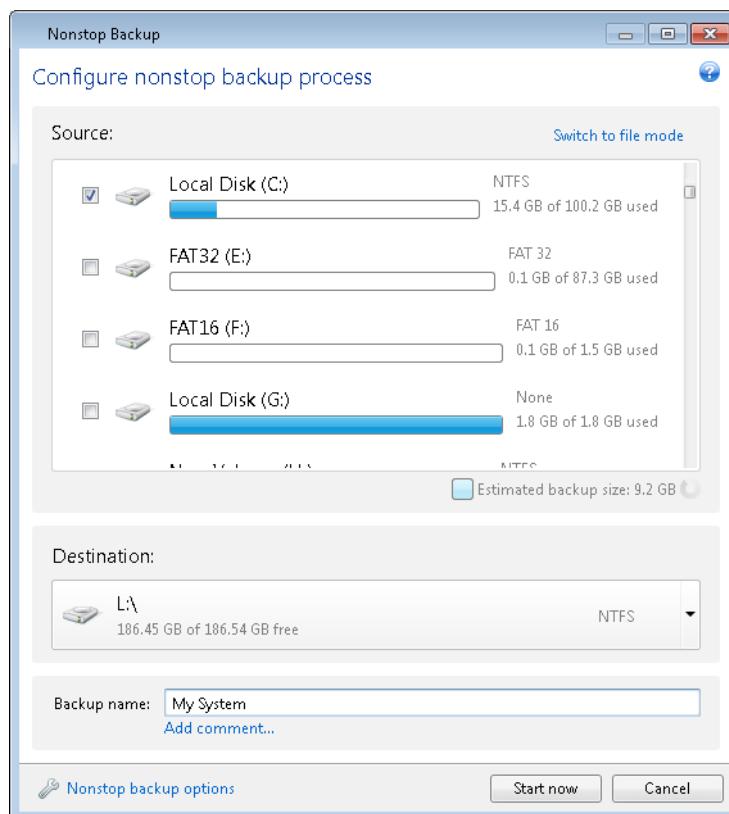 Nonstop Backup
Configure nonstop backup process
Source:
Switch to file mode
Local Disk (C:)
NTFS
15.4 GB of 100.2 GB used
FAT32 (E:)
FAT 32
0.1 GB of 87.3 GB used
FAT16 (F:)
FAT 16
0.1 GB of 1.5 GB used
Local Disk (G:)
None
1.8 GB of 1.8 GB used
NTFS
Estimated backup size: 9.2 GB
Destination:
L:\
NTFS
186.45 GB of 186.54 GB free
Backup name:
My System
Add comment...
Nonstop backup options
Start now
Cancel